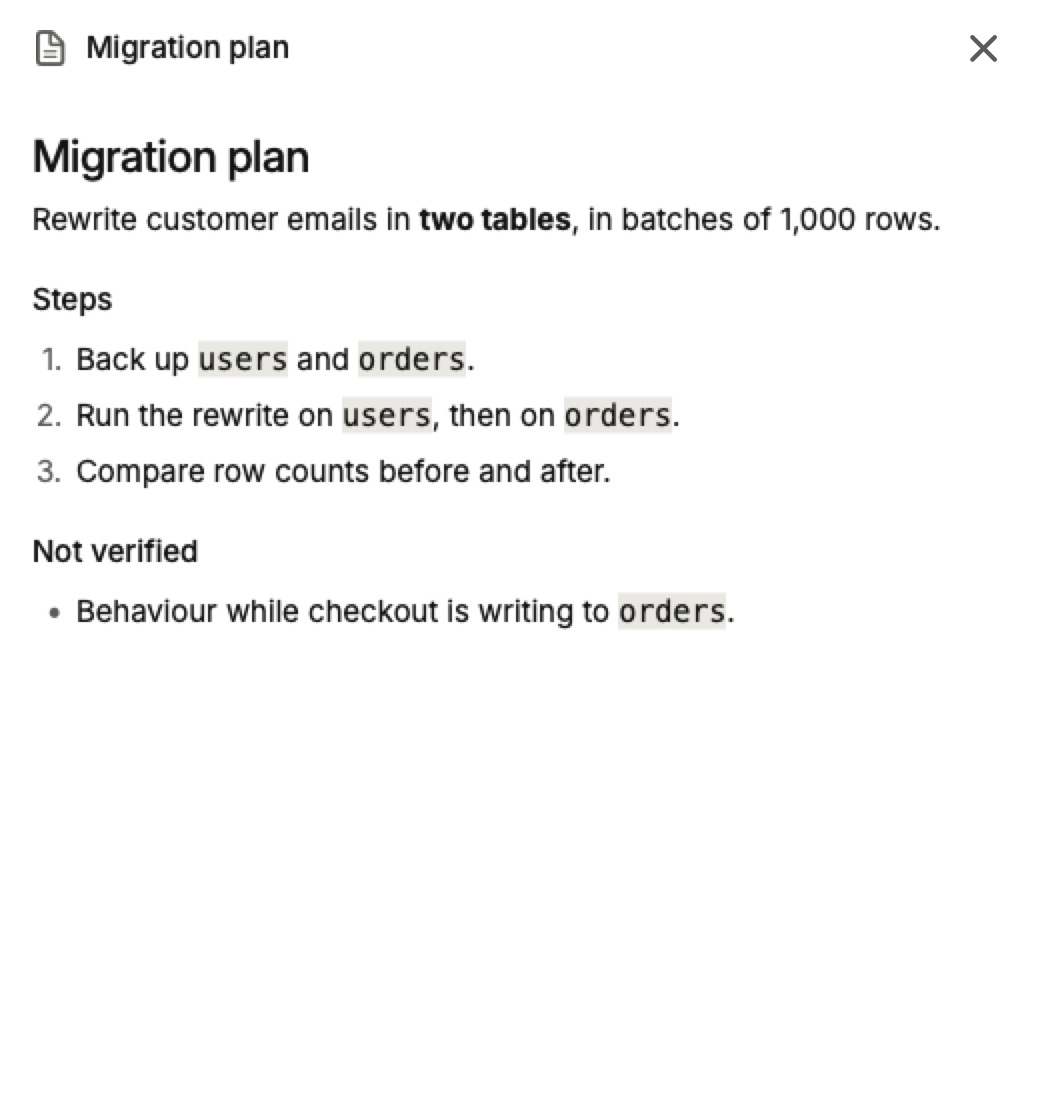 Migration plan
Migration plan
Rewrite customer emails in two tables, in batches of 1,000 rows.
Steps
1. Back up users and orders.
2. Run the rewrite on users, then on orders.
3. Compare row counts before and after.
Not verified
• Behaviour while checkout is writing to orders.